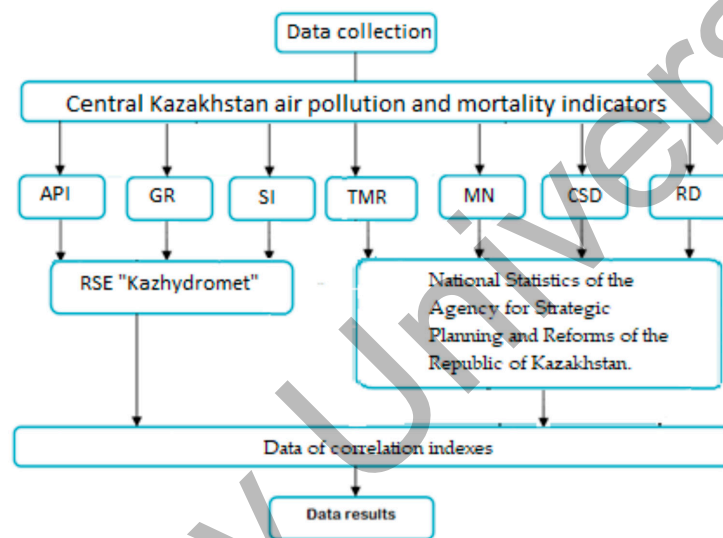 Data collection
Central Kazakhstan air pollution and mortality indicators
API GR SI TMR MN CSD RD
RSE "Kazhydromet"
National Statistics of the
Agency for Strategic
Planning and Reforms of the
Republic of Kazakhstan.
Data of correlation indexes
Data results
y Univers